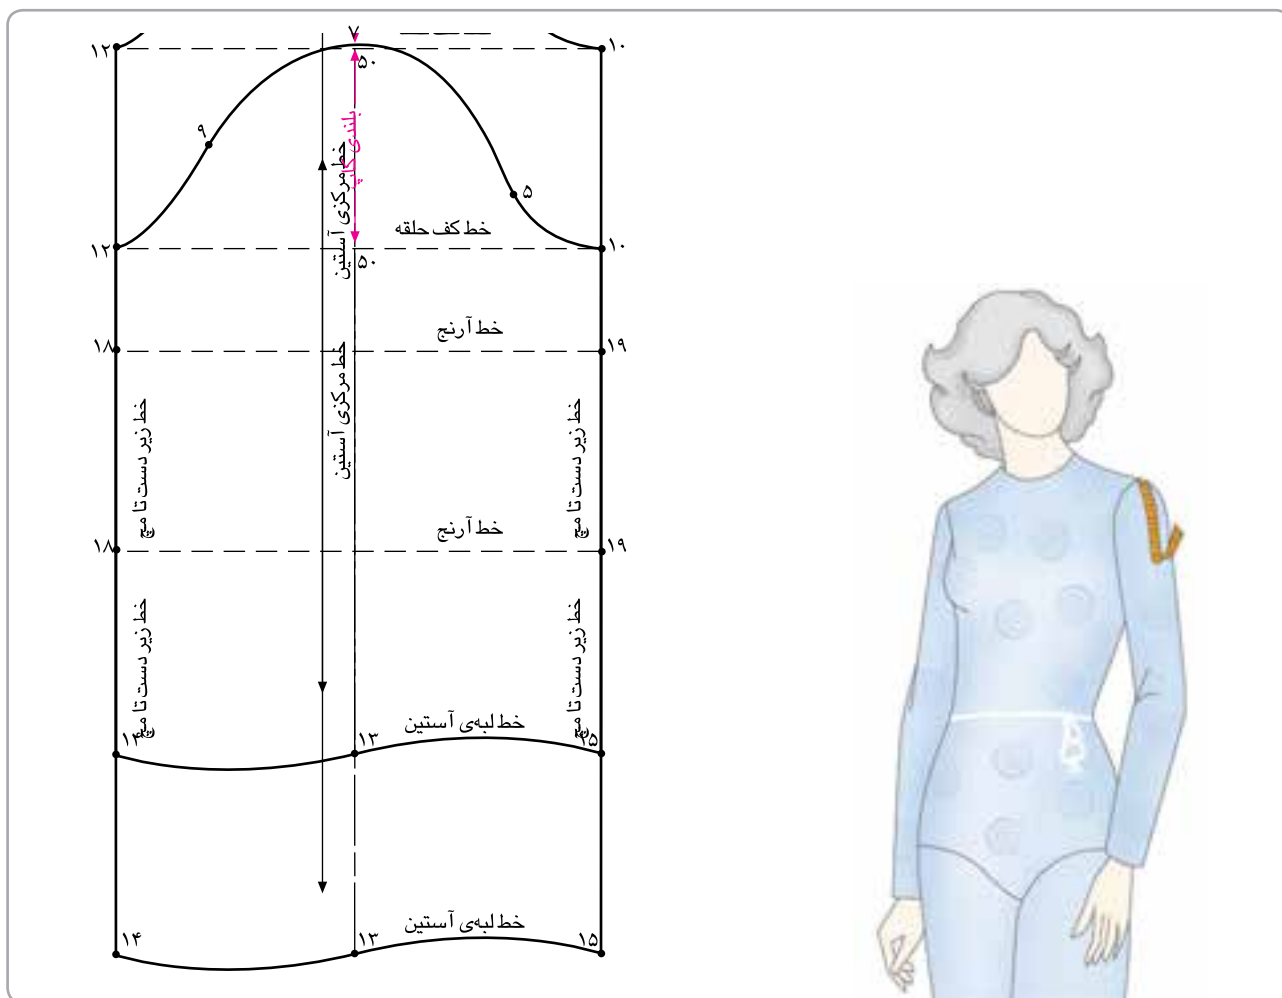 ۷
۱۲
۱۰
۵۰
۹
بلندی کاپ
خط مرکزی آستین
۵
خط کف حلقه
۱۲
۱۰
۵۰
خط آرنج
۱۸
۱۹
خط مرکزی آستین
خط زیر دست تا مچ
خط زیر دست تا مچ
خط آرنج
۱۸
۱۹
خط زیر دست تا مچ
خط زیر دست تا مچ
خط لبه‌ی آستین
۱۴
۱۳
۱۵
خط لبه‌ی آستین
۱۴
۱۳
۱۵